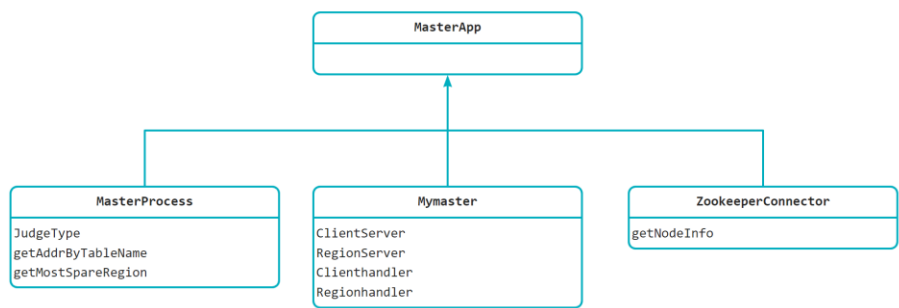 MasterApp
MasterProcess
JudgeType
getAddrByTableName
getMostSpareRegion
Mymaster
ClientServer
RegionServer
Clienthandler
Regionhandler
ZookeeperConnector
getNodeInfo